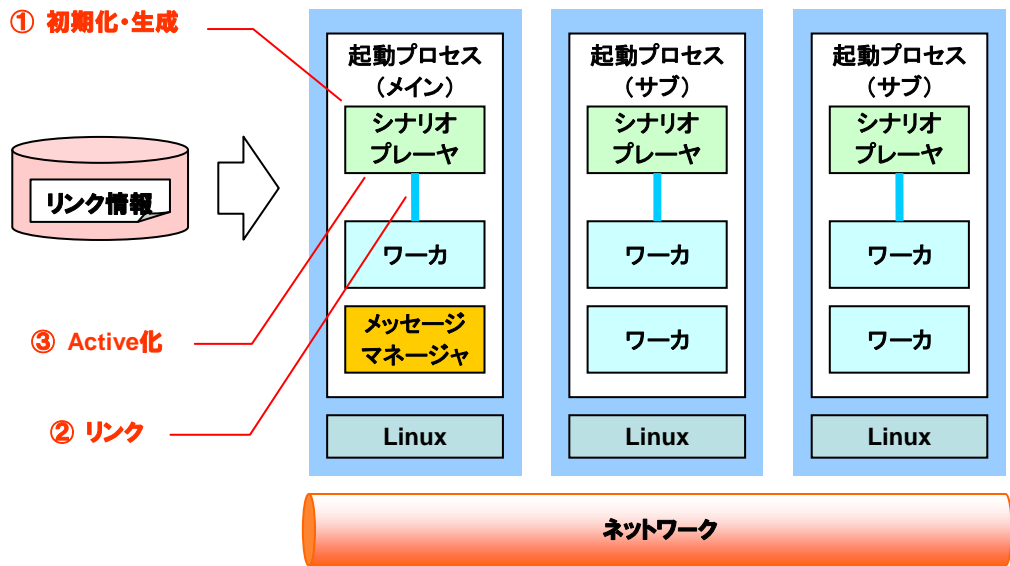 ① 初期化・生成
リンク情報
③ Active化
② リンク
起動プロセス
（メイン）
シナリオ
プレーヤ
ワーカ
メッセージ
マネージャ
Linux
起動プロセス
（サブ）
シナリオ
プレーヤ
ワーカ
ワーカ
Linux
起動プロセス
（サブ）
シナリオ
プレーヤ
ワーカ
ワーカ
Linux
ネットワーク